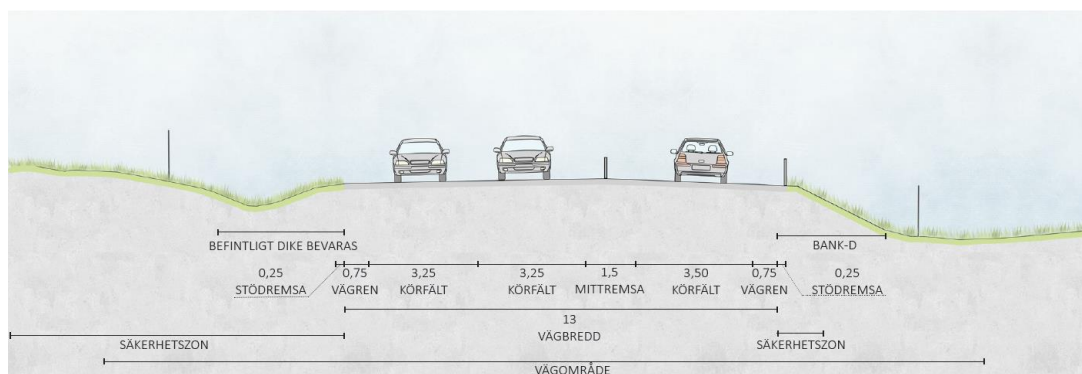 BEFINTLIGT DIKE BEVARAS
BANK-D
0,25 0,75 3,25 3,25 1,5 3,50 0,75 0,25
STÖDREMSA VÄGREN KÖRFÄLT KÖRFÄLT MITTREMSA KÖRFÄLT VÄGREN STÖDREMSA
13
VÄGBREDD
SÄKERHETSZON SÄKERHETSZON
VÄGOMRÅDE